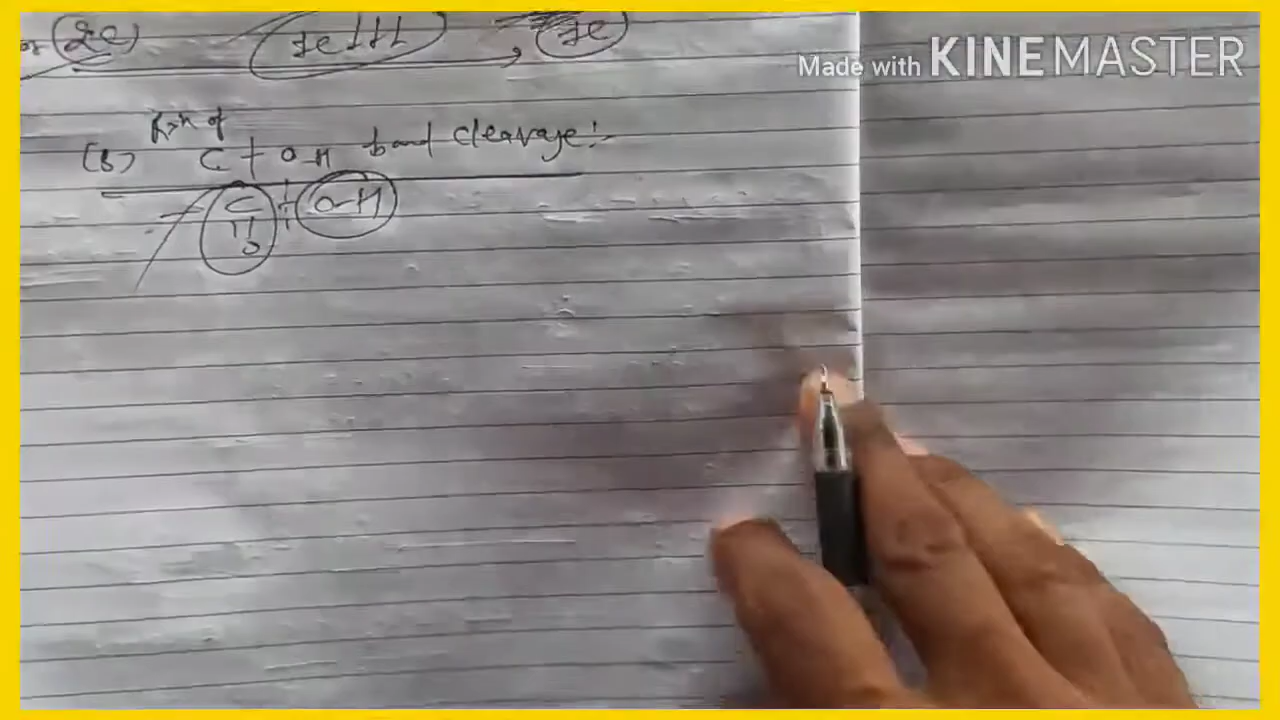 Made with KINEMASTER
Rxn of
(B) C + O-H bond cleavage:-
C O-H
O